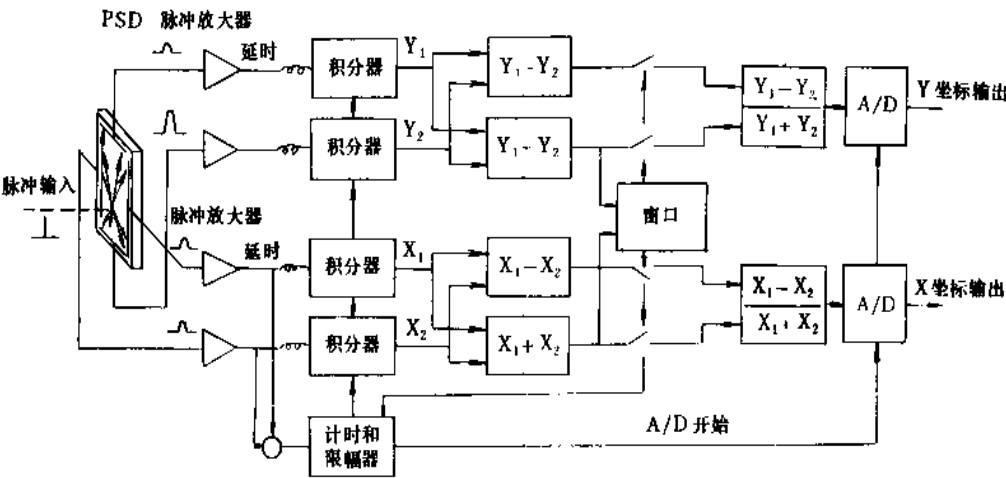 PSD 脉冲放大器
延时
积分器
Y₁
Y₁ - Y₂
Y₁ - Y₂
Y₁ + Y₂
A/D
Y 坐标输出
积分器
Y₂
Y₁ - Y₂
脉冲输入
脉冲放大器
延时
窗口
积分器
X₁
X₁ - X₂
X₁ - X₂
X₁ + X₂
A/D
X 坐标输出
积分器
X₂
X₁ + X₂
计时和
限幅器
A/D 开始